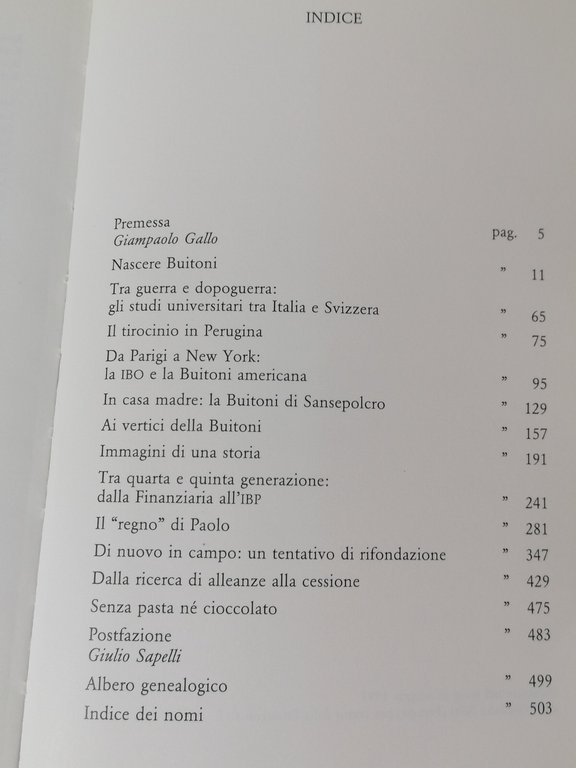 INDICE
Premessa
Giampaolo Gallo pag. 5
Nascere Buitoni " 11
Tra guerra e dopoguerra:
gli studi universitari tra Italia e Svizzera " 65
Il tirocinio in Perugina " 75
Da Parigi a New York:
la IBO e la Buitoni americana " 95
In casa madre: la Buitoni di Sansepolcro " 129
Ai vertici della Buitoni " 157
Immagini di una storia " 191
Tra quarta e quinta generazione:
dalla Finanziaria all'IBP " 241
Il "regno" di Paolo " 281
Di nuovo in campo: un tentativo di rifondazione " 347
Dalla ricerca di alleanze alla cessione " 429
Senza pasta né cioccolato " 475
Postfazione " 483
Giulio Sapelli
Albero genealogico " 499
Indice dei nomi " 503